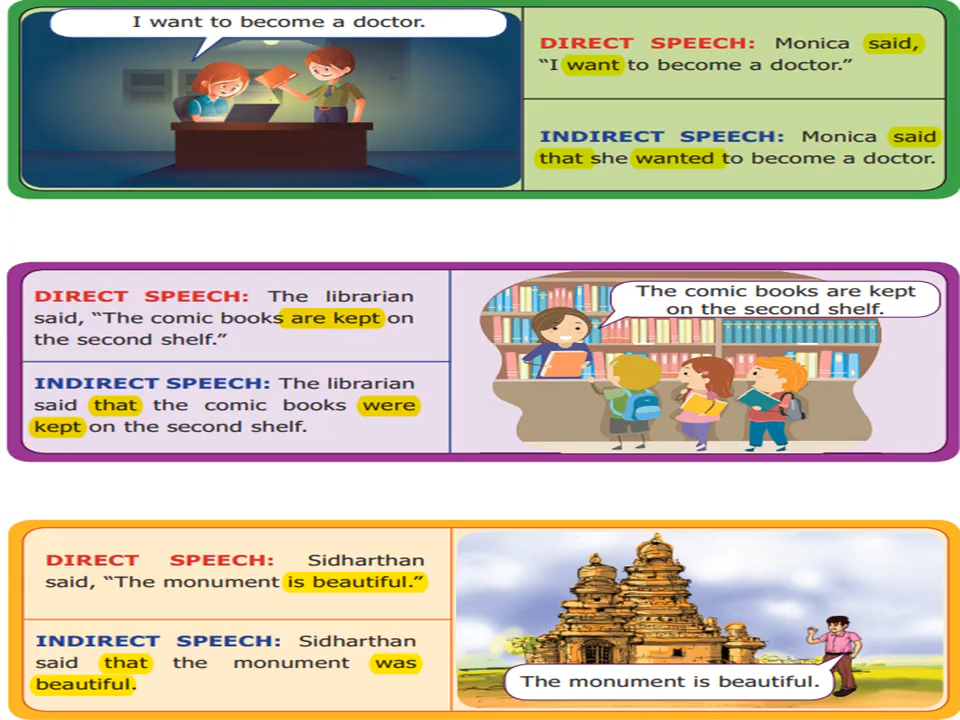 I want to become a doctor.
DIRECT SPEECH: Monica said,
“I want to become a doctor.”
INDIRECT SPEECH: Monica said
that she wanted to become a doctor.
DIRECT SPEECH: The librarian
said, “The comic books are kept on
the second shelf.”
INDIRECT SPEECH: The librarian
said that the comic books were
kept on the second shelf.
The comic books are kept
on the second shelf.
DIRECT SPEECH: Sidharthan
said, “The monument is beautiful.”
INDIRECT SPEECH: Sidharthan
said that the monument was
beautiful.
The monument is beautiful.